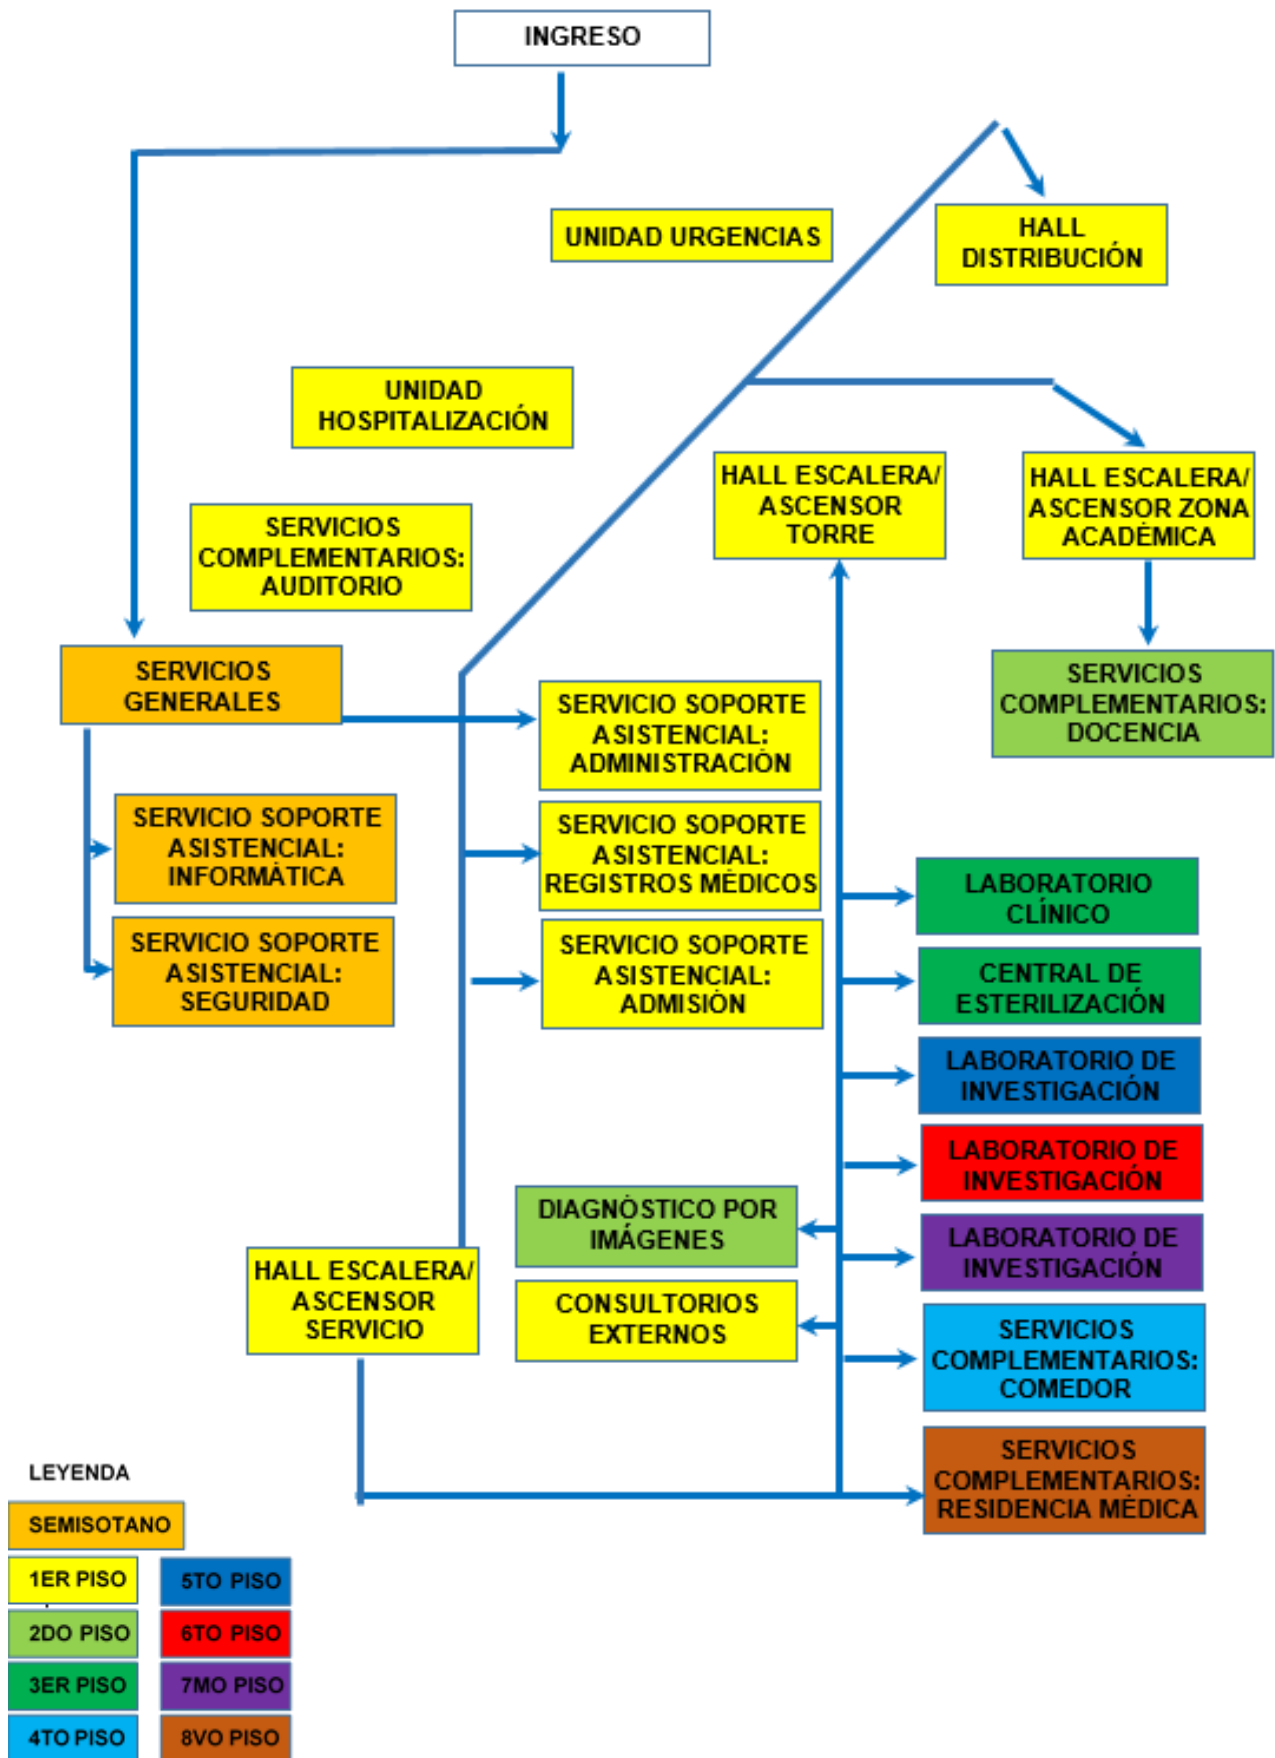 INGRESO
UNIDAD URGENCIAS
HALL
DISTRIBUCIÓN
UNIDAD
HOSPITALIZACIÓN
HALL ESCALERA/
ASCENSOR
TORRE
HALL ESCALERA/
ASCENSOR ZONA
ACADÉMICA
SERVICIOS
COMPLEMENTARIOS:
AUDITORIO
SERVICIOS
GENERALES
SERVICIOS
COMPLEMENTARIOS:
DOCENCIA
SERVICIO SOPORTE
ASISTENCIAL:
ADMINISTRACIÓN
SERVICIO SOPORTE
ASISTENCIAL:
INFORMÁTICA
SERVICIO SOPORTE
ASISTENCIAL:
REGISTROS MÉDICOS
LABORATORIO
CLÍNICO
SERVICIO SOPORTE
ASISTENCIAL:
SEGURIDAD
SERVICIO SOPORTE
ASISTENCIAL:
ADMISIÓN
CENTRAL DE
ESTERILIZACIÓN
LABORATORIO DE
INVESTIGACIÓN
LABORATORIO DE
INVESTIGACIÓN
DIAGNÓSTICO POR
IMÁGENES
LABORATORIO DE
INVESTIGACIÓN
HALL ESCALERA/
ASCENSOR
SERVICIO
CONSULTORIOS
EXTERNOS
SERVICIOS
COMPLEMENTARIOS:
COMEDOR
SERVICIOS
COMPLEMENTARIOS:
RESIDENCIA MÉDICA
LEYENDA
SEMISOTANO
1ER PISO
5TO PISO
2DO PISO
6TO PISO
3ER PISO
7MO PISO
4TO PISO
8VO PISO